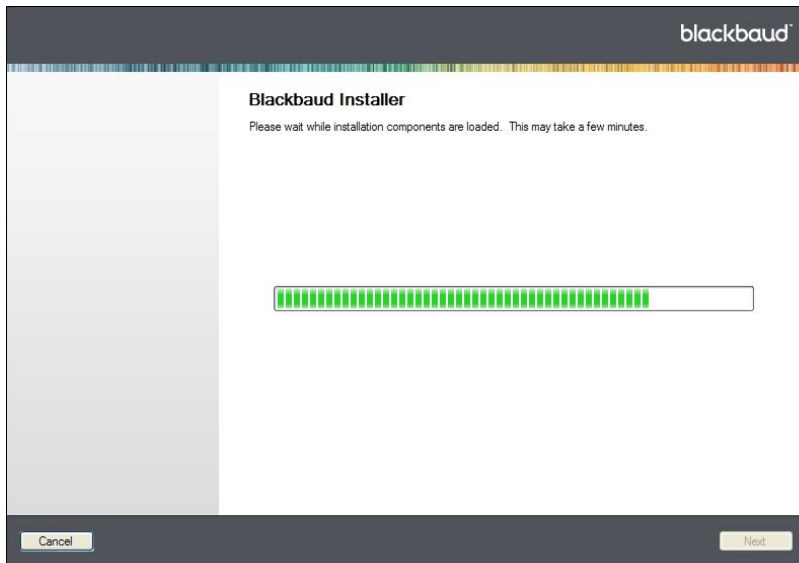 blackbaud
Blackbaud Installer
Please wait while installation components are loaded.  This may take a few minutes.
Cancel
Next